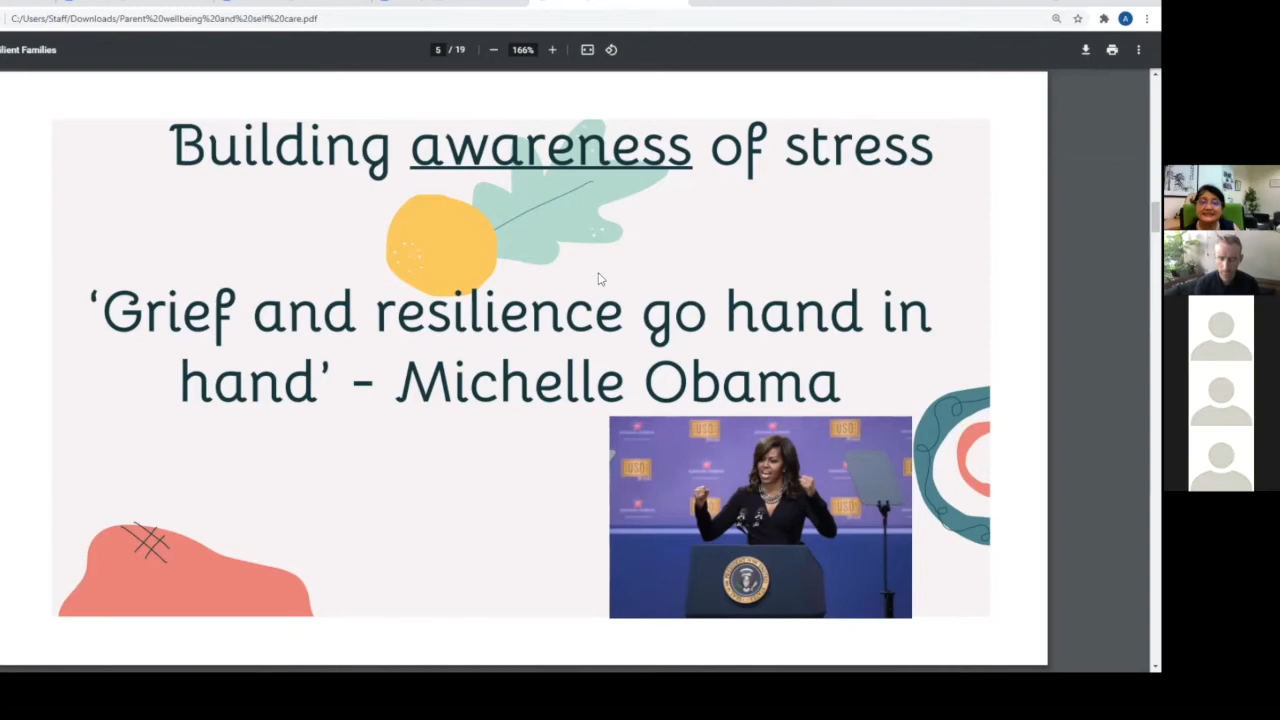 C:/Users/Staff/Downloads/Parent%20wellbeing%20and%20self%20care.pdf
A
ilient Families
5 / 19
166%
Building awareness of stress
‘Grief and resilience go hand in
hand’ - Michelle Obama
USO
USO
USO
USO